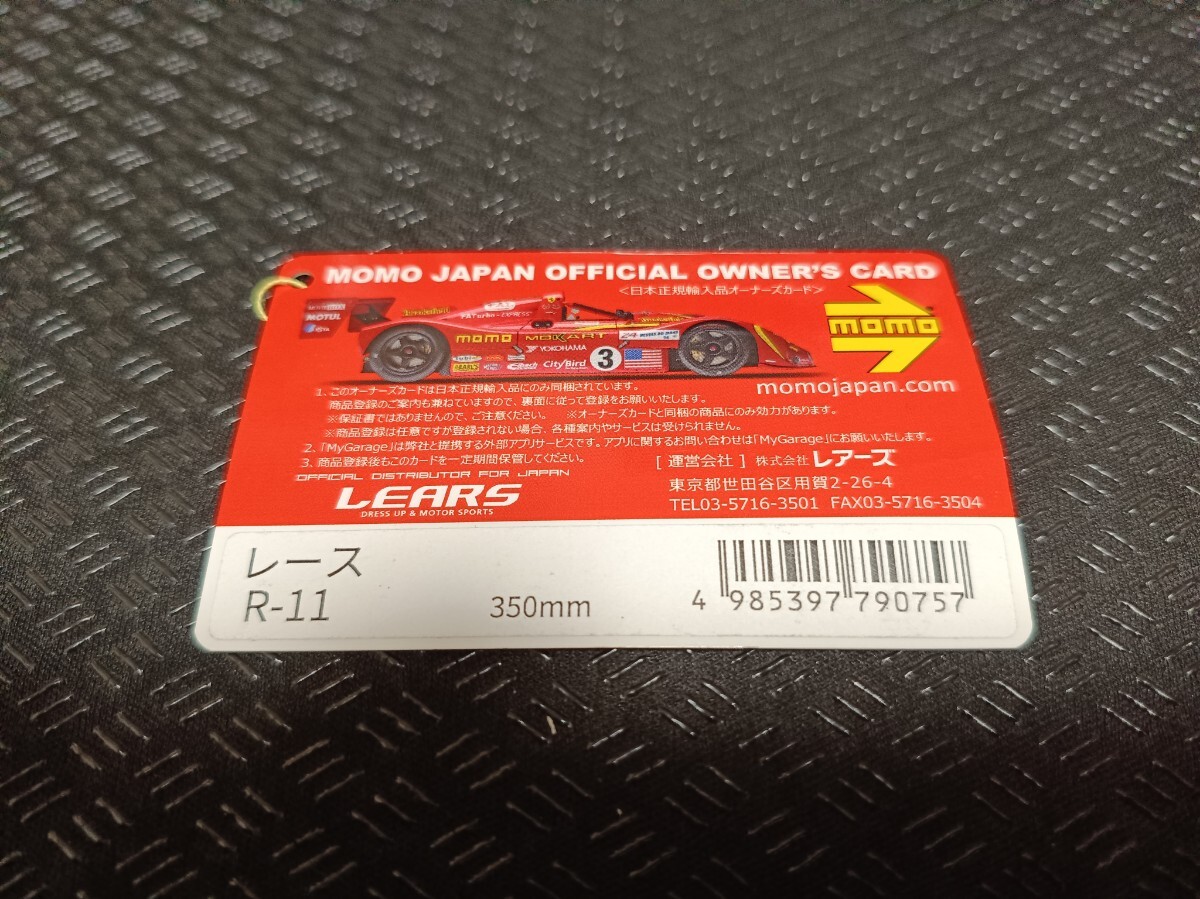 MOMO JAPAN OFFICIAL OWNER'S CARD
<日本正規輸入品オーナーズカード>
MOTUL
momo
MOMO
MOKART
YOKOHAMA
CityBird
3
momojapan.com
1. このオーナーズカードは日本正規輸入品にのみ同梱されています。
商品登録のご案内も兼ねていますので、裏面に従って登録をお願いいたします。
※保証書ではありませんので、ご注意ください。 ※オーナーズカードと同梱の商品にのみ効力があります。
※商品登録は任意ですが登録されない場合、各種案内やサービスは受けられません。
2. 「MyGarage」は弊社と提携する外部アプリサービスです。アプリに関するお問い合わせは「MyGarage」にお願いいたします。
3. 商品登録後もこのカードを一定期間保管してください。
OFFICIAL DISTRIBUTOR FOR JAPAN
LEARS
DRESS UP & MOTOR SPORTS
[ 運営会社 ] 株式会社 レアーズ
東京都世田谷区用賀2-26-4
TEL03-5716-3501 FAX03-5716-3504
レース
R-11
350mm
4 985397 790757